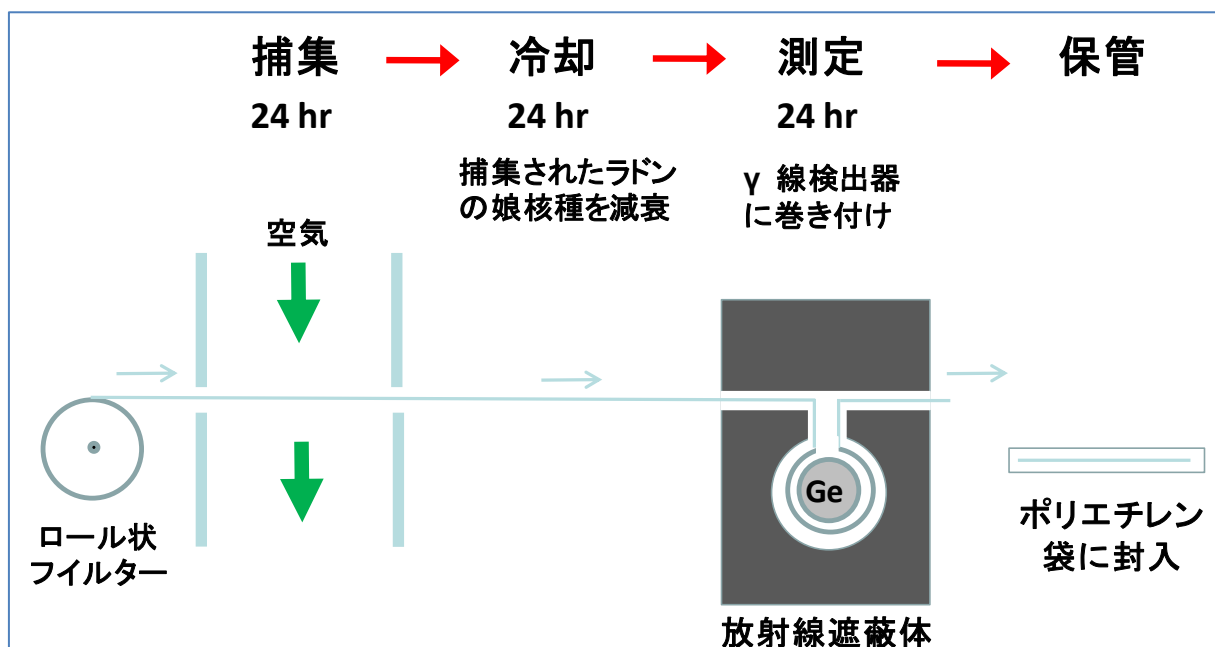 捕集 冷却 測定 保管
24 hr 24 hr 24 hr
捕集されたラドン
の娘核種を減衰
γ 線検出器
に巻き付け
空気
Ge
ロール状
フイルター
ポリエチレン
袋に封入
放射線遮蔽体